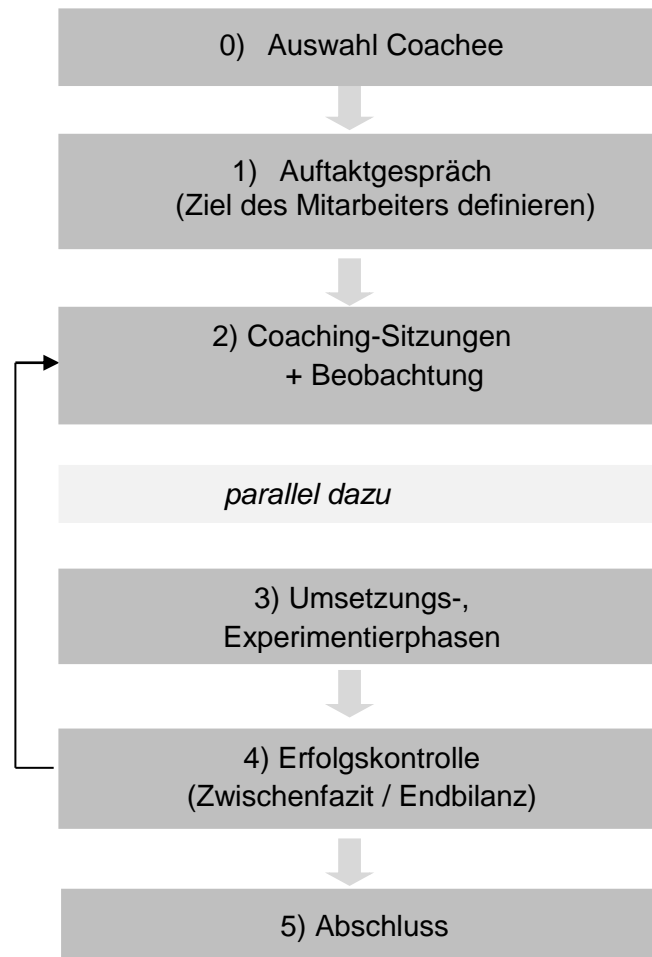 0) Auswahl Coachee
1) Auftaktgespräch
(Ziel des Mitarbeiters definieren)
2) Coaching-Sitzungen
+ Beobachtung
parallel dazu
3) Umsetzungs-,
Experimentierphasen
4) Erfolgskontrolle
(Zwischenfazit / Endbilanz)
5) Abschluss